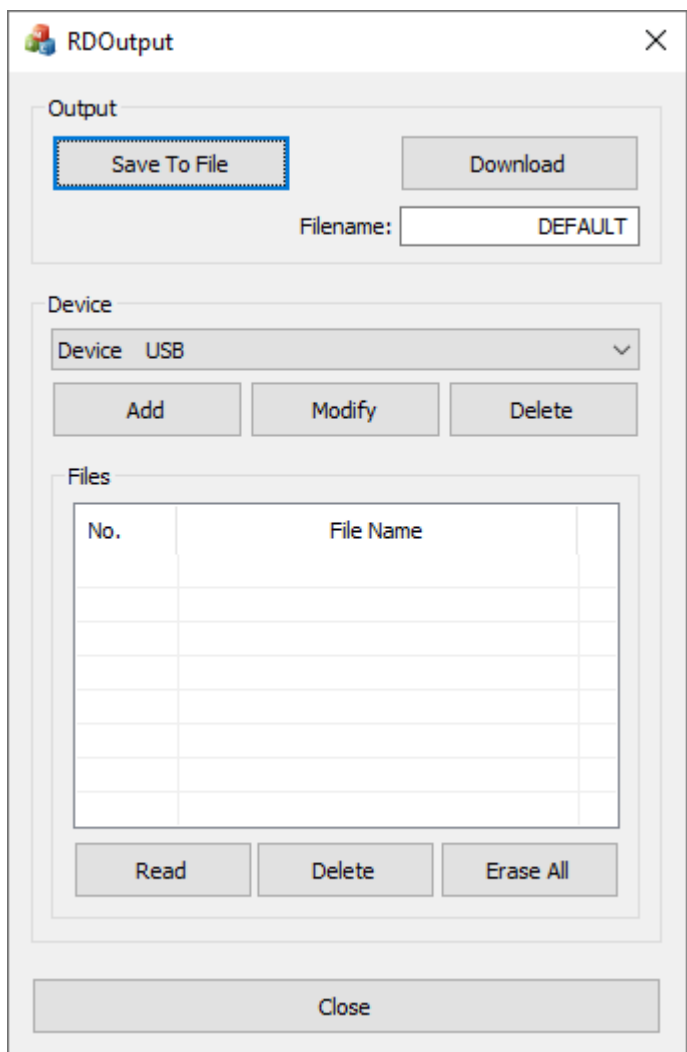 RDOutput
Output
Save To File Download
Filename: DEFAULT
Device
Device USB
Add Modify Delete
Files
No. File Name
Read Delete Erase All
Close